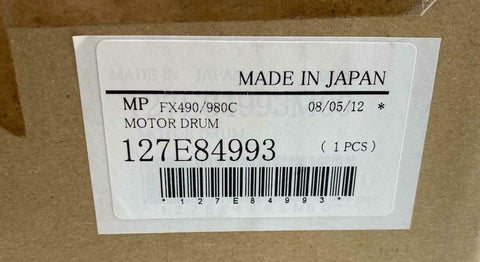 MADE IN JAPAN
MP FX490/980C 08/05/12 *
MOTOR DRUM
127E84993 ( 1 PCS )
*127E84993*